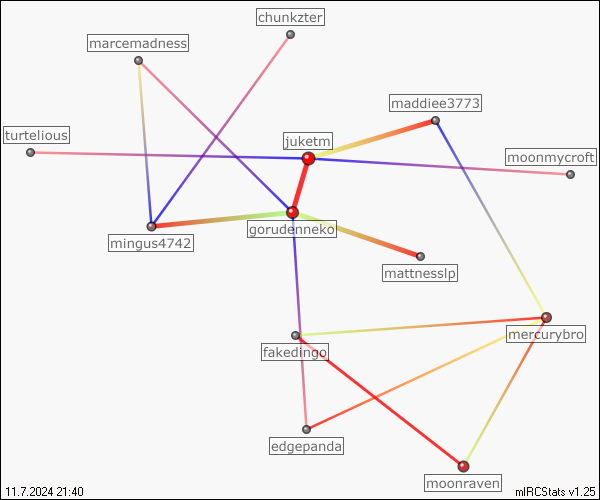 chunkzter
marcemadness
maddiee3773
turtelious
juketm
moonmycroft
gorudenneko
mingus4742
mattnesslp
mercurybro
fakedingo
edgepanda
moonraven
11.7.2024 21:40
mIRCStats v1.25